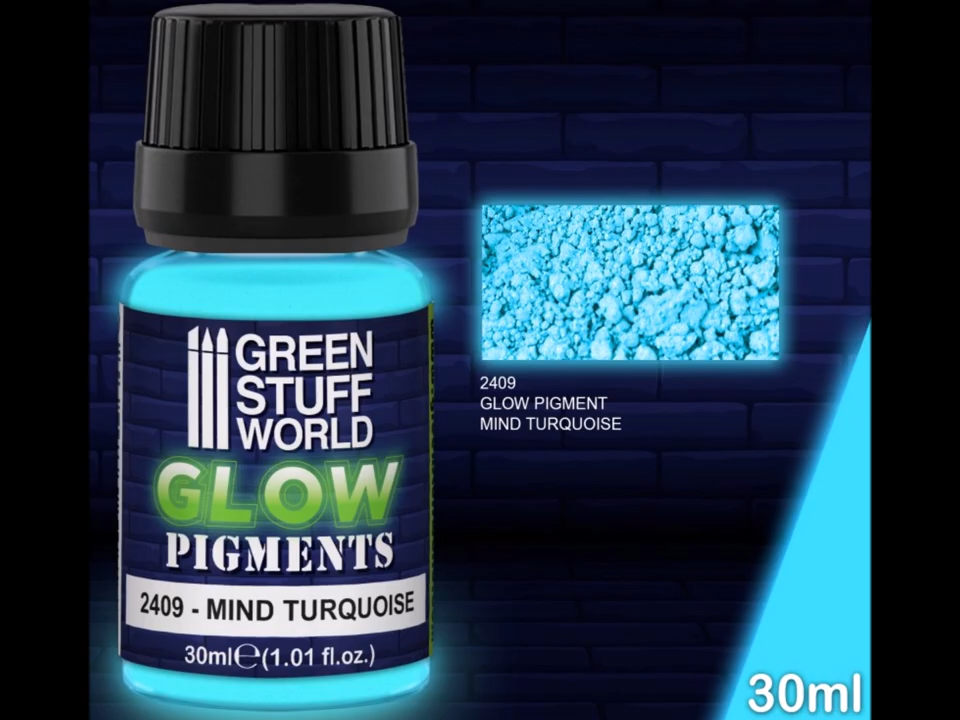 GREEN
STUFF
WORLD
GLOW
PIGMENTS
2409 - MIND TURQUOISE
30ml℮(1.01 fl.oz.)
2409
GLOW PIGMENT
MIND TURQUOISE
30ml